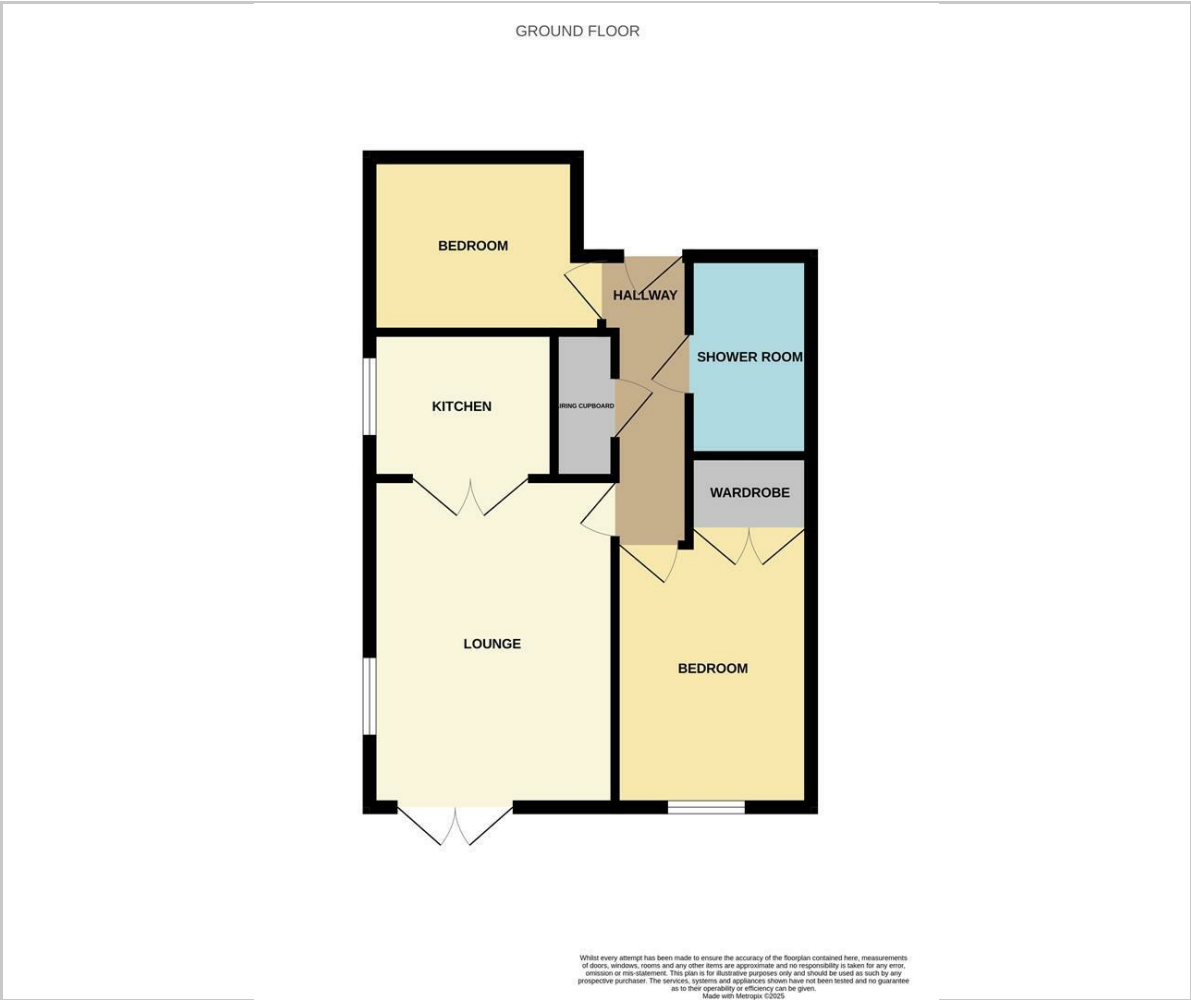 GROUND FLOOR
BEDROOM
HALLWAY
SHOWER ROOM
KITCHEN
IRING CUPBOARD
WARDROBE
LOUNGE
BEDROOM
Whilst every attempt has been made to ensure the accuracy of the floorplan contained here, measurements
of doors, windows, rooms and any other items are approximate and no responsibility is taken for any error,
omission or mis-statement. This plan is for illustrative purposes only and should be used as such by any
prospective purchaser. The services, systems and appliances shown have not been tested and no guarantee
as to their operability or efficiency can be given.
Made with Metropix ©2025